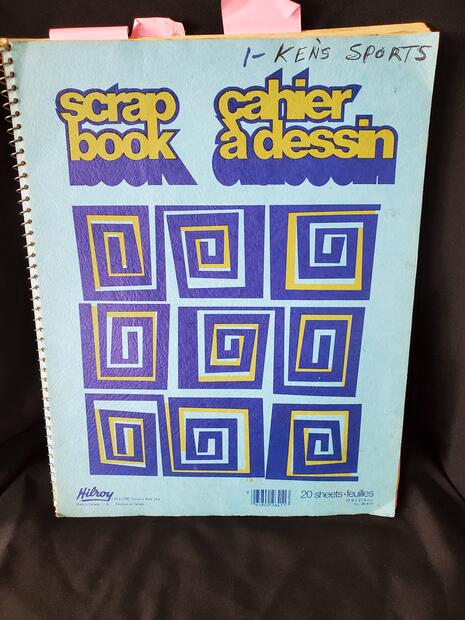 1- KENS SPORTS
scrap
book
cahier
à dessin
Hilroy
20 sheets•feuilles